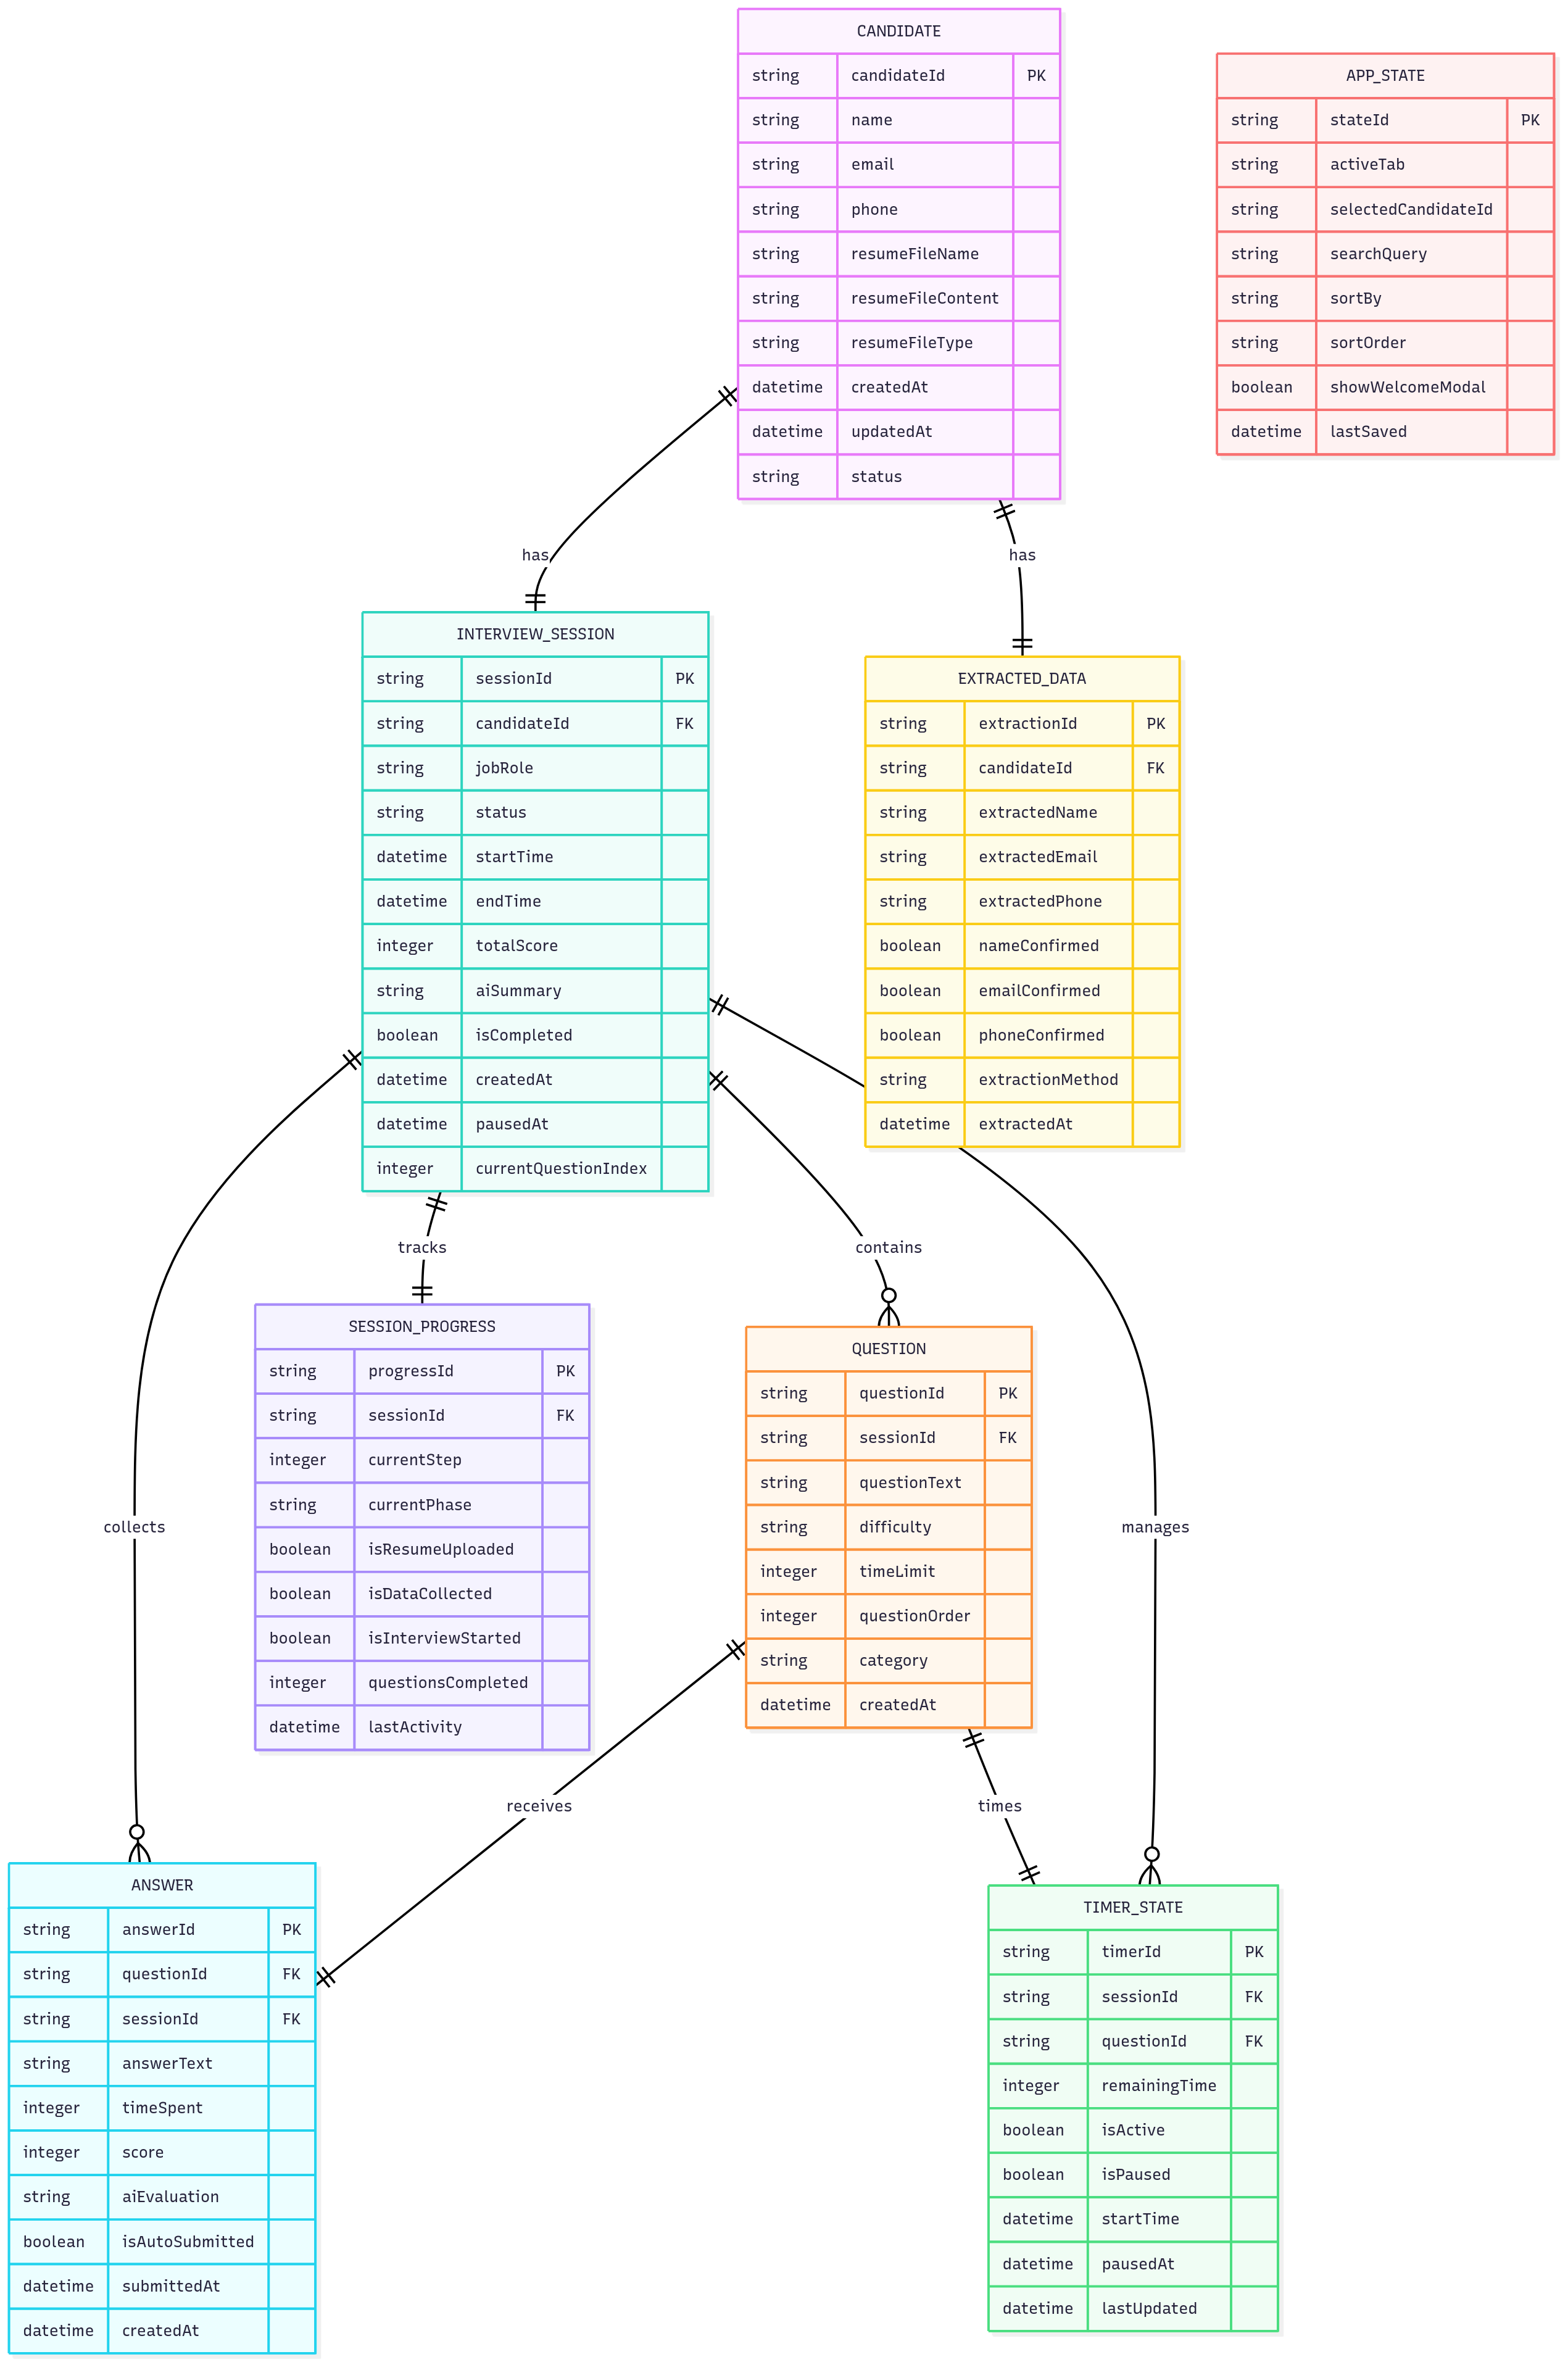 CANDIDATE
string candidateId PK
string name
string email
string phone
string resumeFileName
string resumeFileContent
string resumeFileType
datetime createdAt
datetime updatedAt
string status
APP_STATE
string stateId PK
string activeTab
string selectedCandidateId
string searchQuery
string sortBy
string sortOrder
boolean showWelcomeModal
datetime lastSaved
has
has
INTERVIEW_SESSION
string sessionId PK
string candidateId FK
string jobRole
string status
datetime startTime
datetime endTime
integer totalScore
string aiSummary
boolean isCompleted
datetime createdAt
datetime pausedAt
integer currentQuestionIndex
EXTRACTED_DATA
string extractionId PK
string candidateId FK
string extractedName
string extractedEmail
string extractedPhone
boolean nameConfirmed
boolean emailConfirmed
boolean phoneConfirmed
string extractionMethod
datetime extractedAt
tracks
contains
SESSION_PROGRESS
string progressId PK
string sessionId FK
integer currentStep
string currentPhase
boolean isResumeUploaded
boolean isDataCollected
boolean isInterviewStarted
integer questionsCompleted
datetime lastActivity
QUESTION
string questionId PK
string sessionId FK
string questionText
string difficulty
integer timeLimit
integer questionOrder
string category
datetime createdAt
collects
manages
receives
times
ANSWER
string answerId PK
string questionId FK
string sessionId FK
string answerText
integer timeSpent
integer score
string aiEvaluation
boolean isAutoSubmitted
datetime submittedAt
datetime createdAt
TIMER_STATE
string timerId PK
string sessionId FK
string questionId FK
integer remainingTime
boolean isActive
boolean isPaused
datetime startTime
datetime pausedAt
datetime lastUpdated